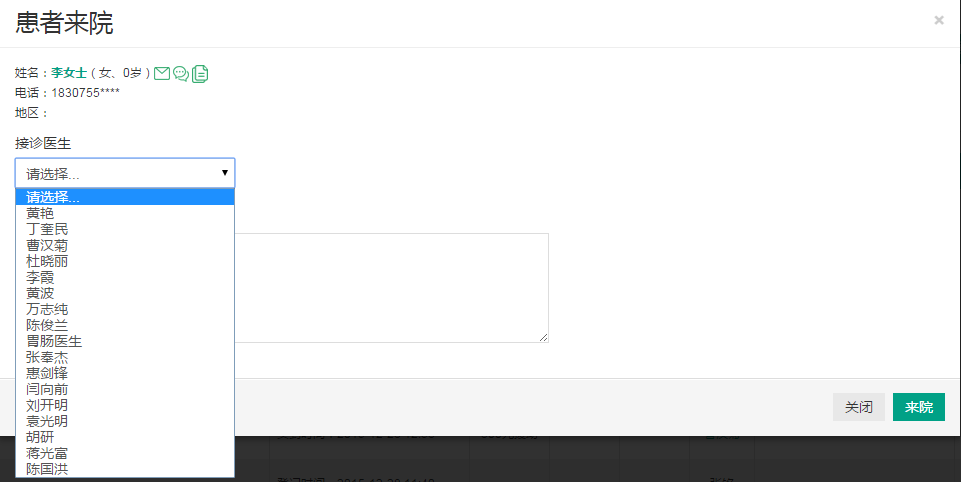 患者来院
×
姓名：李女士（女、0岁）
电话：1830755****
地区：
接诊医生
请选择...
请选择...
黄艳
丁奎民
曹汉菊
杜晓丽
李霞
黄波
万志纯
陈俊兰
胃肠医生
张奉杰
惠剑锋
闫向前
刘开明
袁光明
胡研
蒋光富
陈国洪
关闭
来院